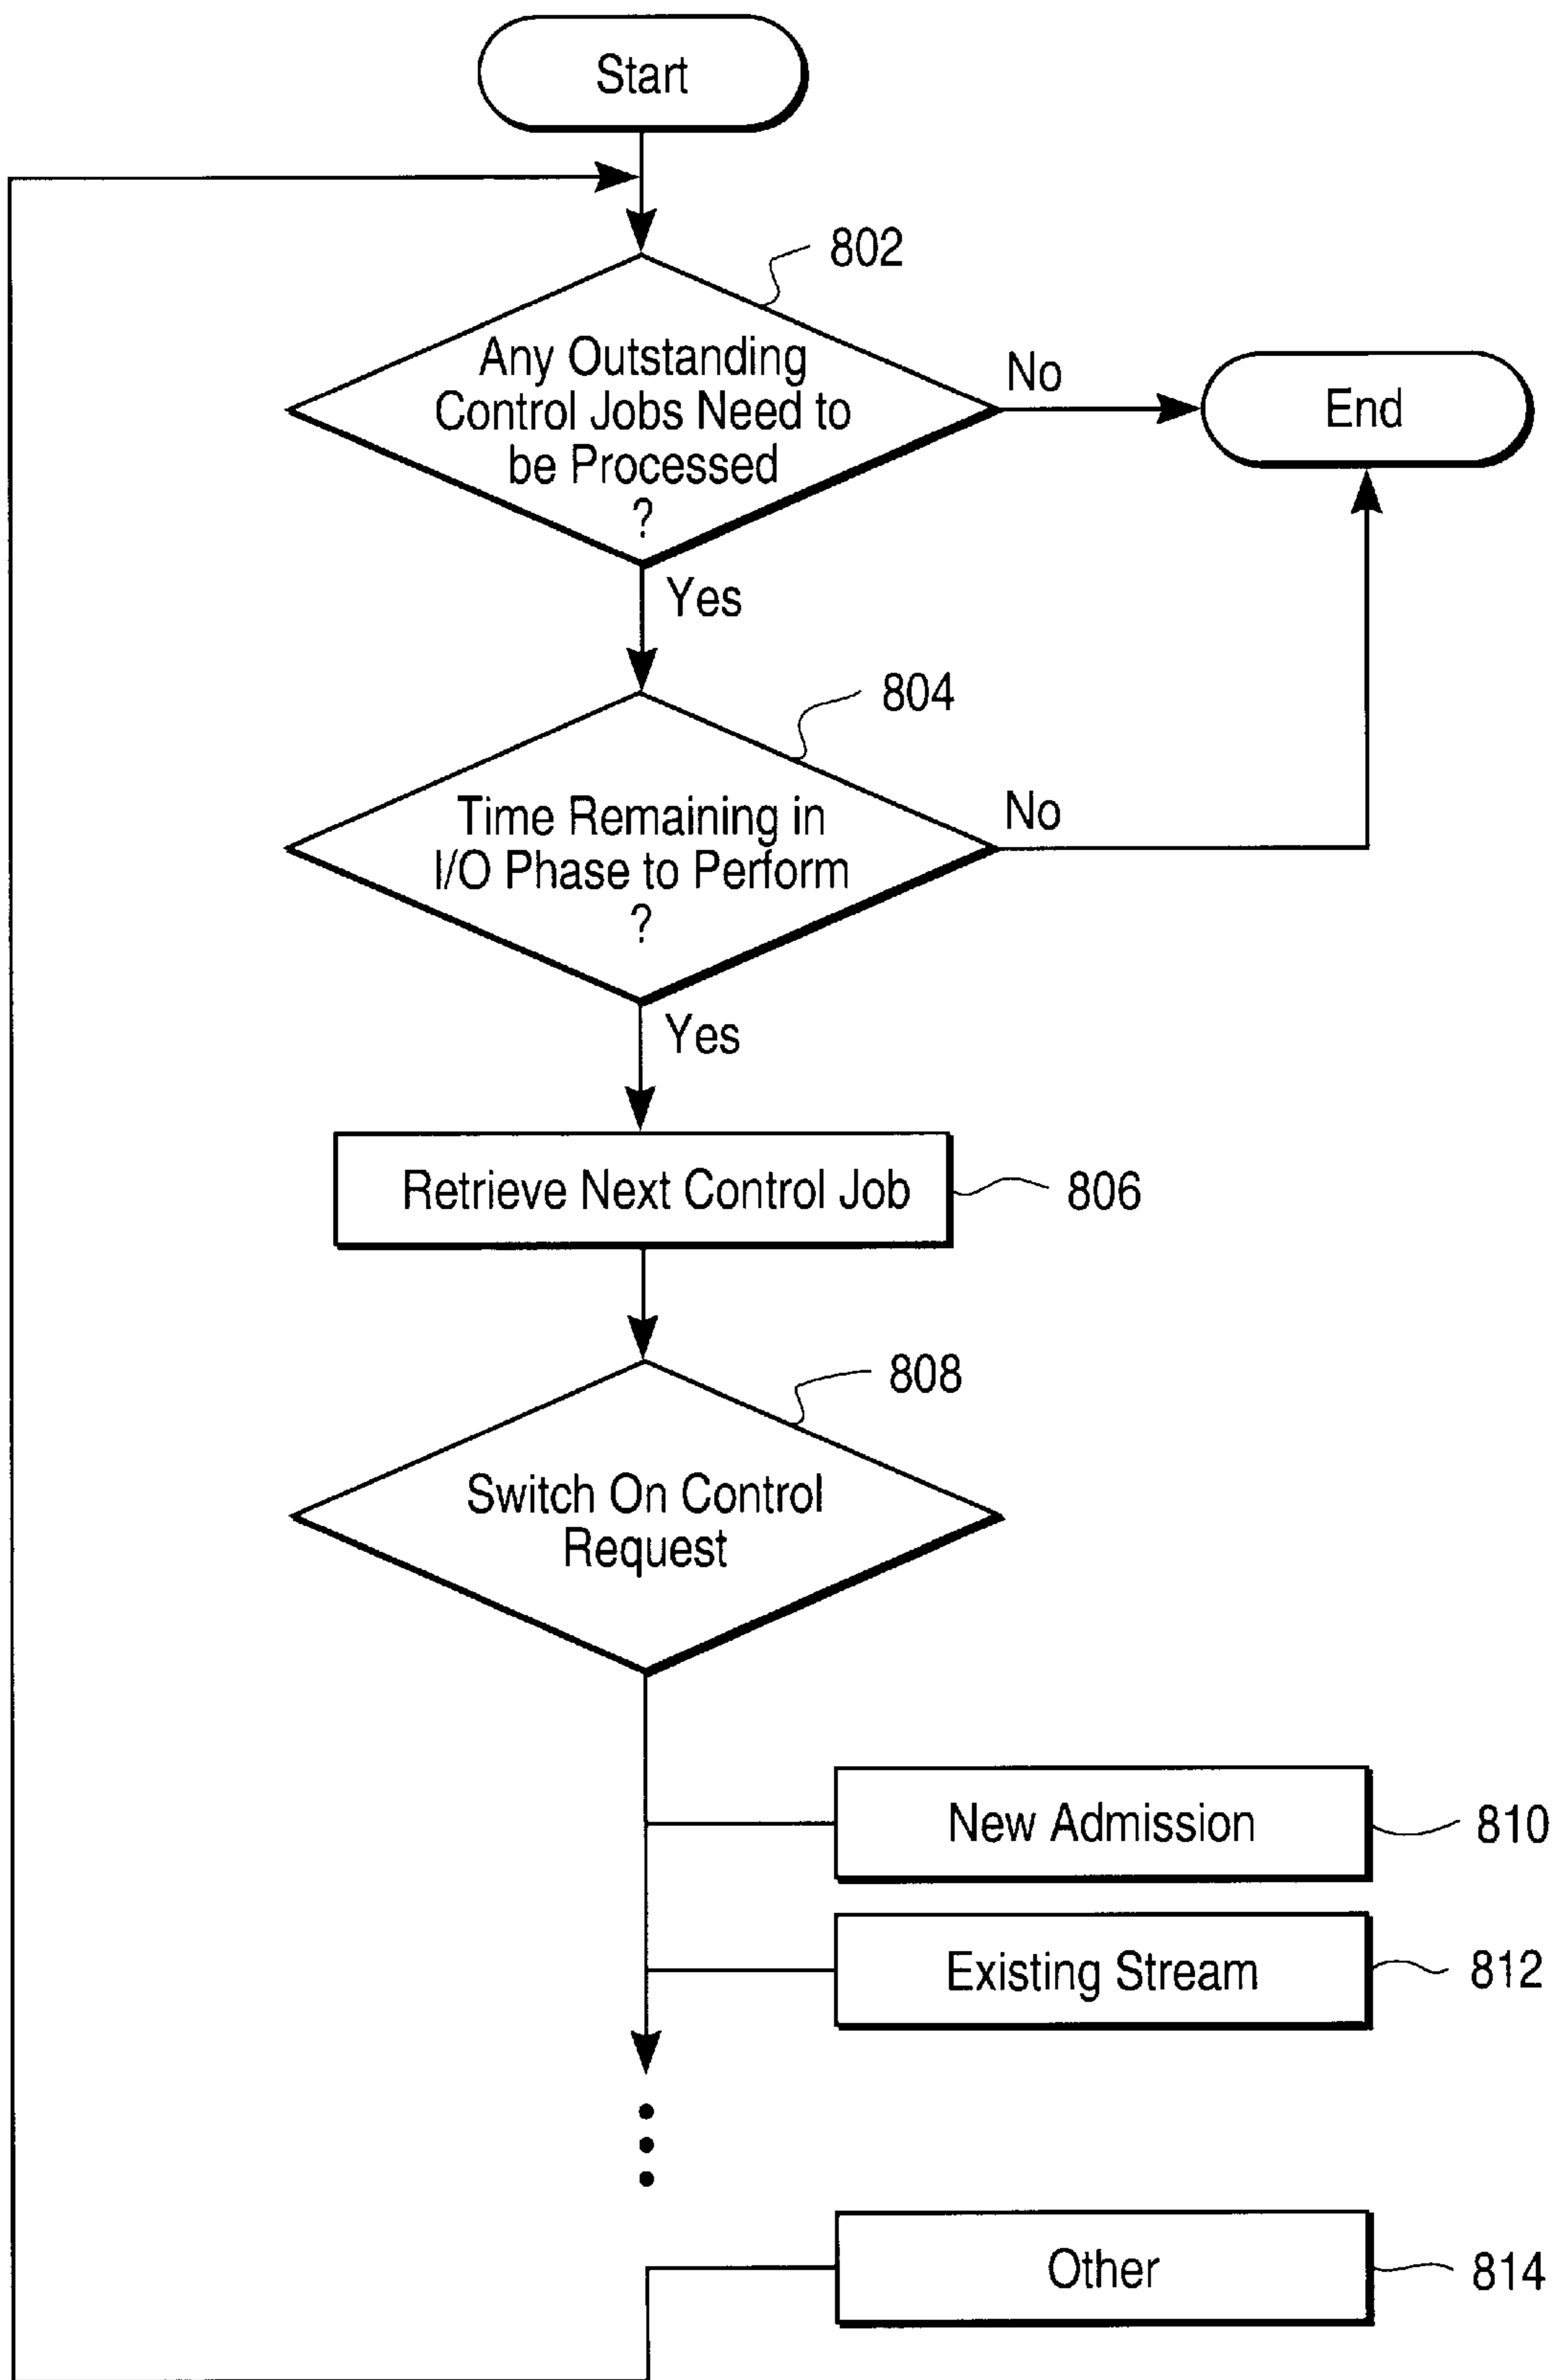 Start
802
Any Outstanding
Control Jobs Need to
be Processed
?
No
End
Yes
804
Time Remaining in
I/O Phase to Perform
?
No
Yes
Retrieve Next Control Job
806
808
Switch On Control
Request
New Admission
810
Existing Stream
812
Other
814